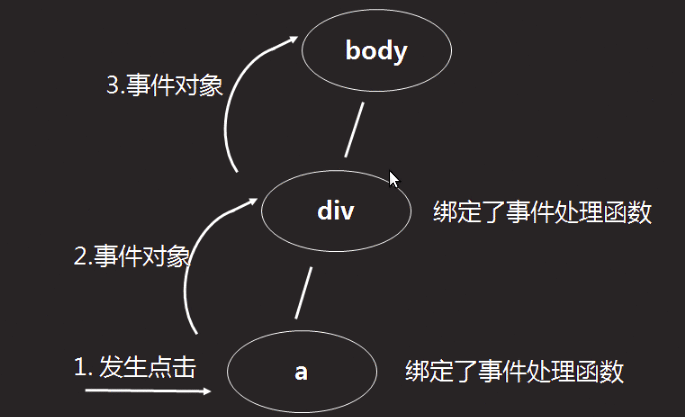 body
3.事件对象
div
绑定了事件处理函数
2.事件对象
1. 发生点击
a
绑定了事件处理函数